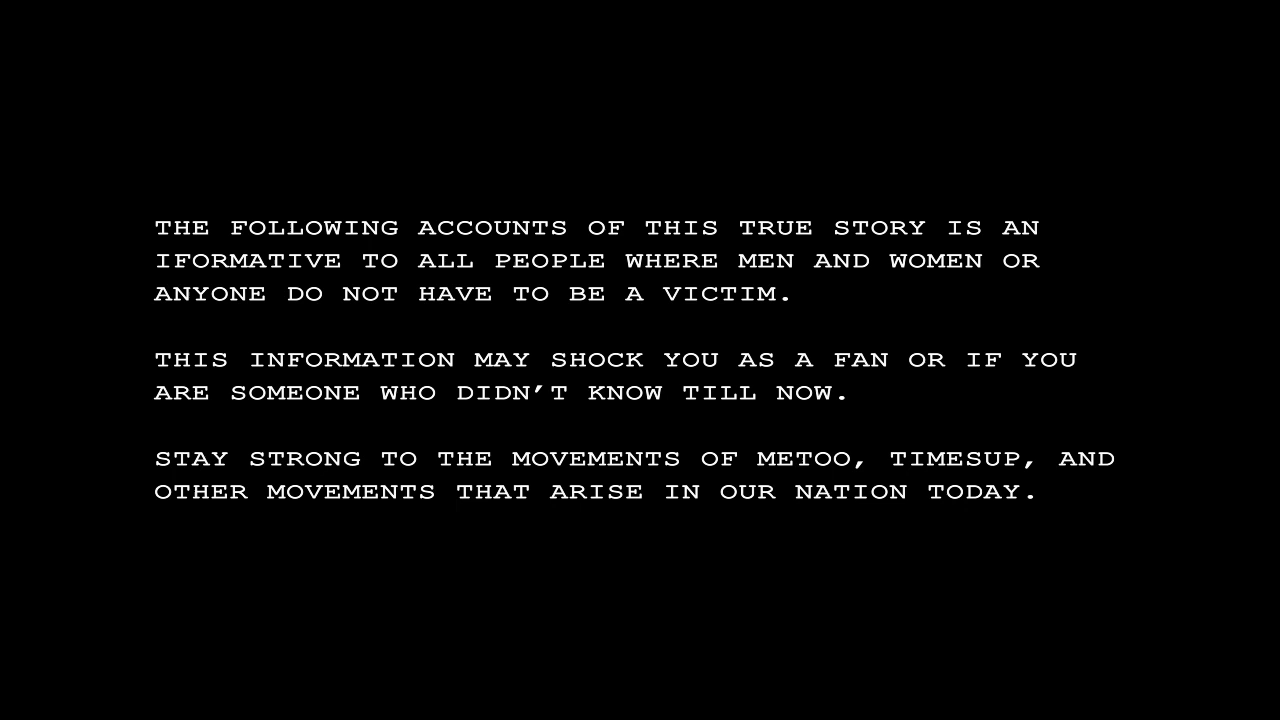 THE FOLLOWING ACCOUNTS OF THIS TRUE STORY IS AN
IFORMATIVE TO ALL PEOPLE WHERE MEN AND WOMEN OR
ANYONE DO NOT HAVE TO BE A VICTIM.
THIS INFORMATION MAY SHOCK YOU AS A FAN OR IF YOU
ARE SOMEONE WHO DIDN’T KNOW TILL NOW.
STAY STRONG TO THE MOVEMENTS OF METOO, TIMESUP, AND
OTHER MOVEMENTS THAT ARISE IN OUR NATION TODAY.